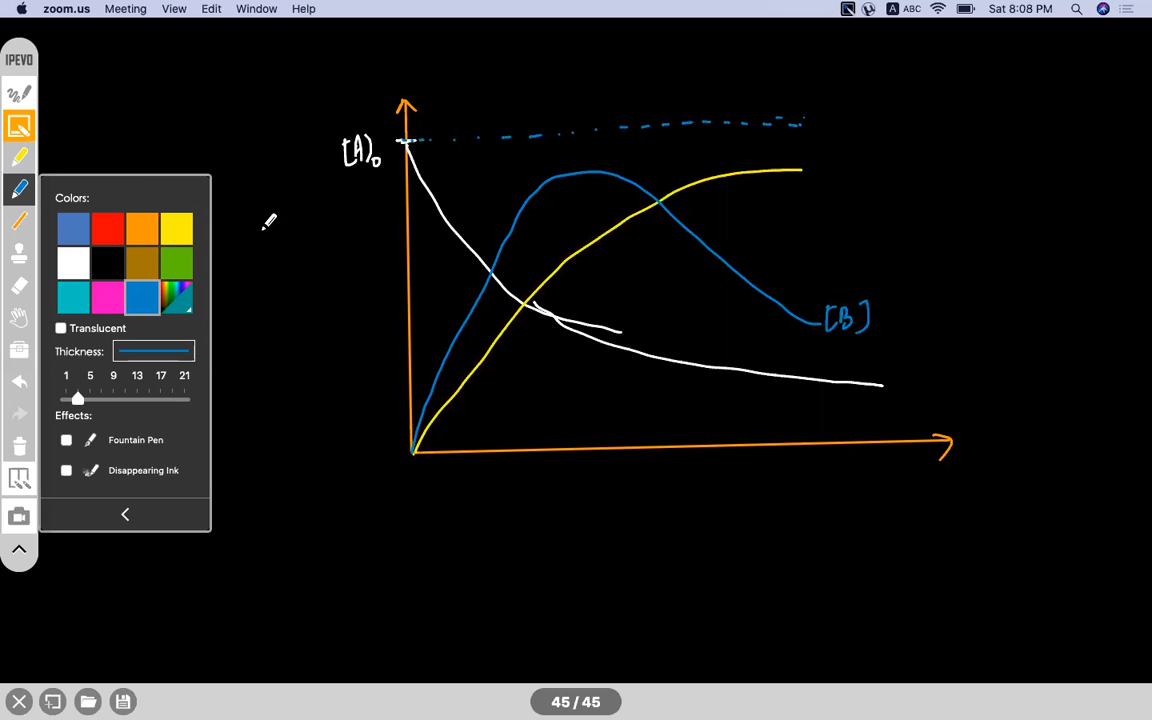 zoom.us Meeting View Edit Window Help A ABC Sat 8:08 PM
IPEVO
[A]₀
Colors:
Translucent
Thickness:
1 5 9 13 17 21
Effects:
Fountain Pen
Disappearing Ink
[B]
45 / 45